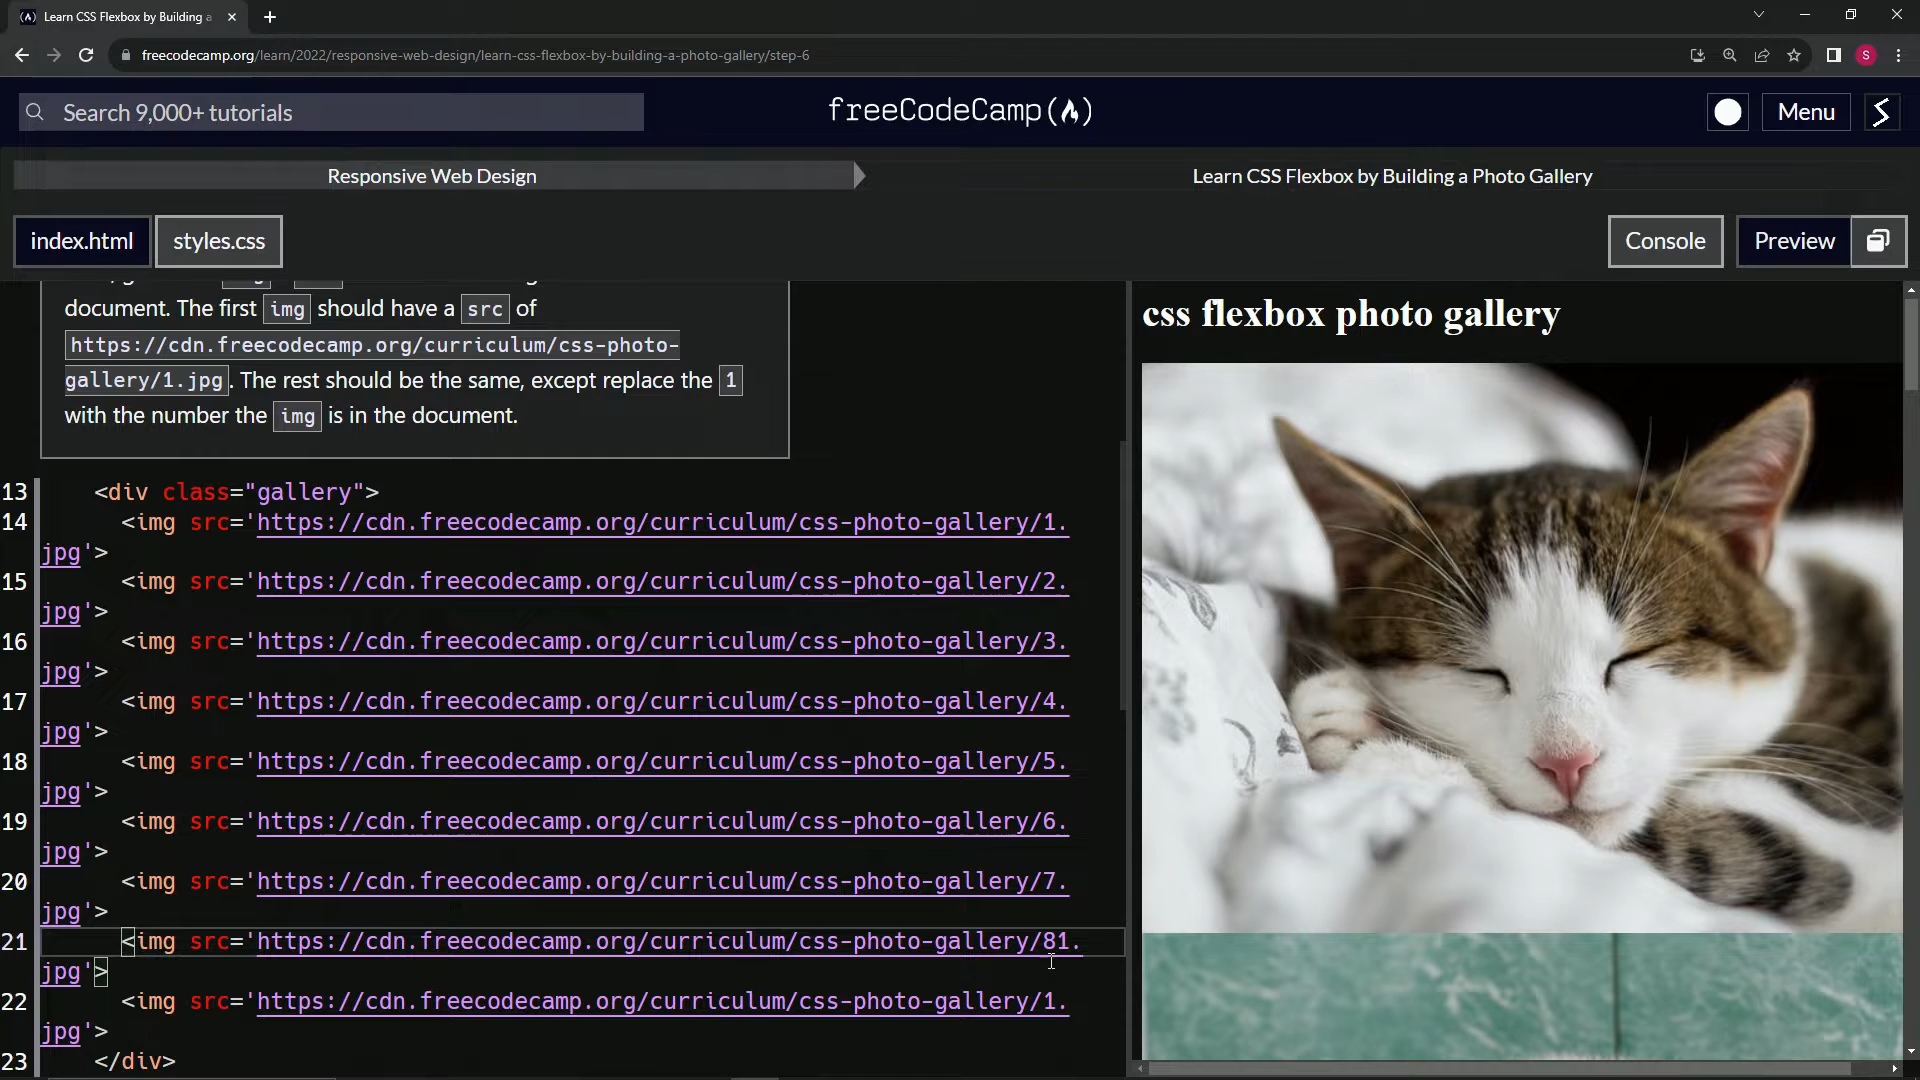 Learn CSS Flexbox by Building a
freecodecamp.org/learn/2022/responsive-web-design/learn-css-flexbox-by-building-a-photo-gallery/step-6
S
Search 9,000+ tutorials
freeCodeCamp
Menu
Responsive Web Design
Learn CSS Flexbox by Building a Photo Gallery
index.html
styles.css
Console
Preview
document. The first img should have a src of
https://cdn.freecodecamp.org/curriculum/css-photo-
gallery/1.jpg. The rest should be the same, except replace the 1
with the number the img is in the document.
13 <div class="gallery">
14 <img src='https://cdn.freecodecamp.org/curriculum/css-photo-gallery/1.
jpg'>
15 <img src='https://cdn.freecodecamp.org/curriculum/css-photo-gallery/2.
jpg'>
16 <img src='https://cdn.freecodecamp.org/curriculum/css-photo-gallery/3.
jpg'>
17 <img src='https://cdn.freecodecamp.org/curriculum/css-photo-gallery/4.
jpg'>
18 <img src='https://cdn.freecodecamp.org/curriculum/css-photo-gallery/5.
jpg'>
19 <img src='https://cdn.freecodecamp.org/curriculum/css-photo-gallery/6.
jpg'>
20 <img src='https://cdn.freecodecamp.org/curriculum/css-photo-gallery/7.
jpg'>
21 <img src='https://cdn.freecodecamp.org/curriculum/css-photo-gallery/81.
jpg'>
22 <img src='https://cdn.freecodecamp.org/curriculum/css-photo-gallery/1.
jpg'>
23 </div>
css flexbox photo gallery